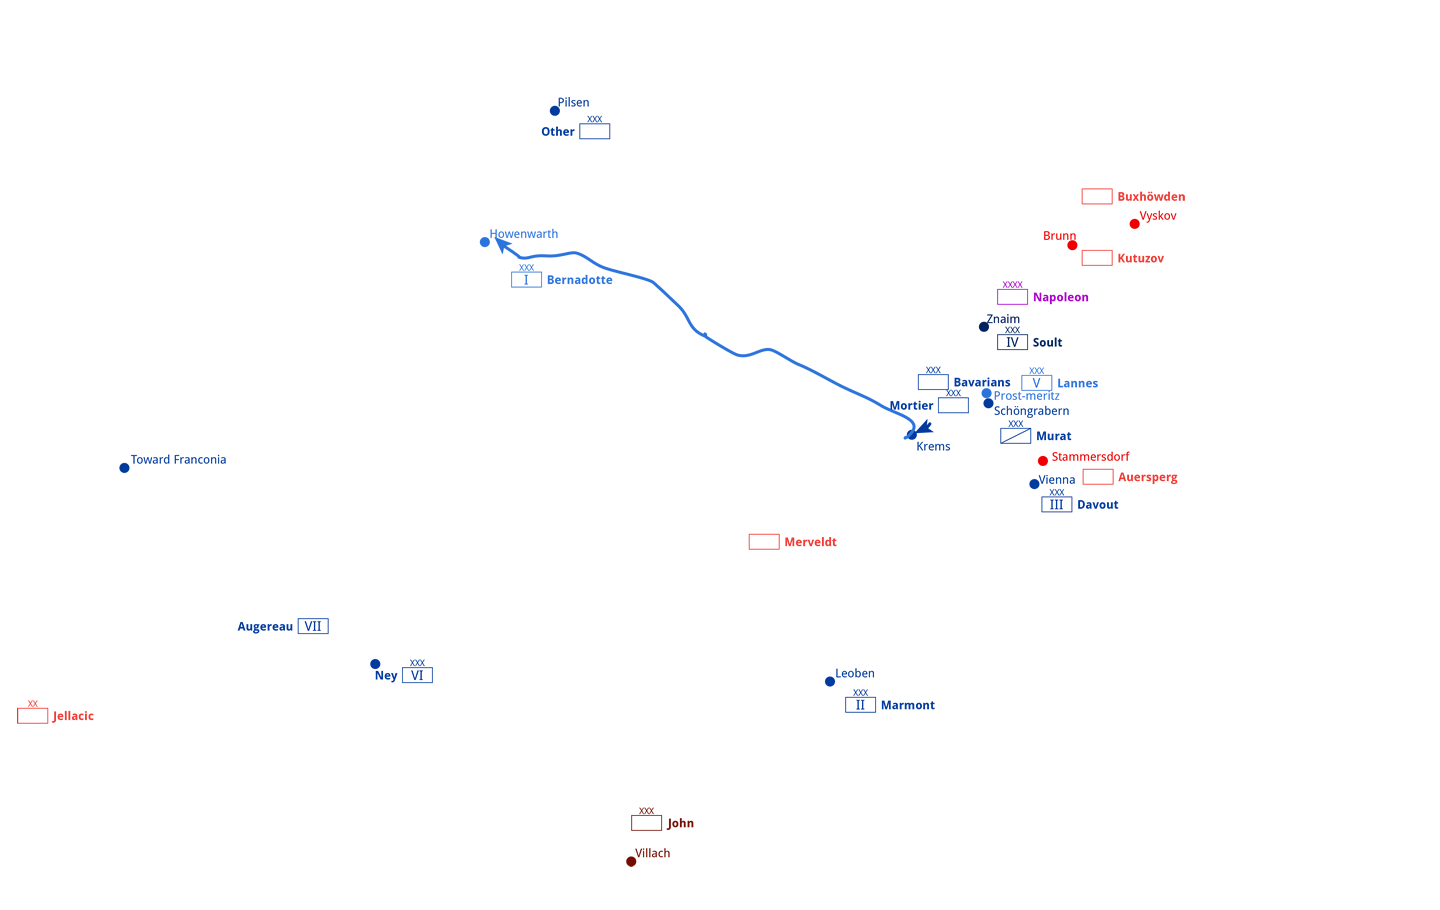 Pilsen
XXX
Other
Buxhöwden
Vyskov
Howenwarth
Brunn
Kutuzov
XXX
I Bernadotte
XXXX
Napoleon
Znaim
XXX
IV Soult
XXX
Bavarians
XXX
V Lannes
XXX
Mortier
Prost-meritz
Schöngrabern
XXX
Murat
Krems
Toward Franconia
Stammersdorf
Vienna
Auersperg
XXX
III Davout
Merveldt
Augereau VII
XXX
Ney VI
Leoben
XXX
II Marmont
XX
Jellacic
XXX
John
Villach